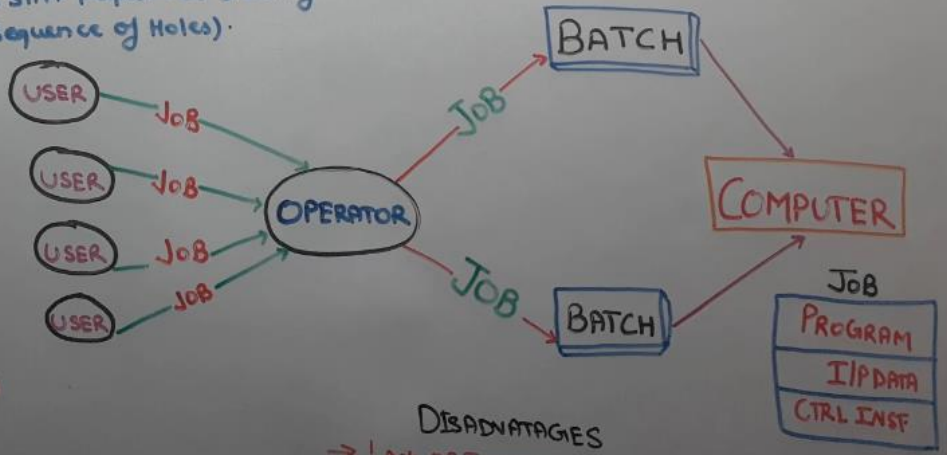 sequence of Holes).
USER
JOB
USER
JOB
USER
JOB
USER
JOB
OPERATOR
JOB
BATCH
JOB
BATCH
COMPUTER
JOB
PROGRAM
I/P DATA
CTRL INST
DISADVATAGES